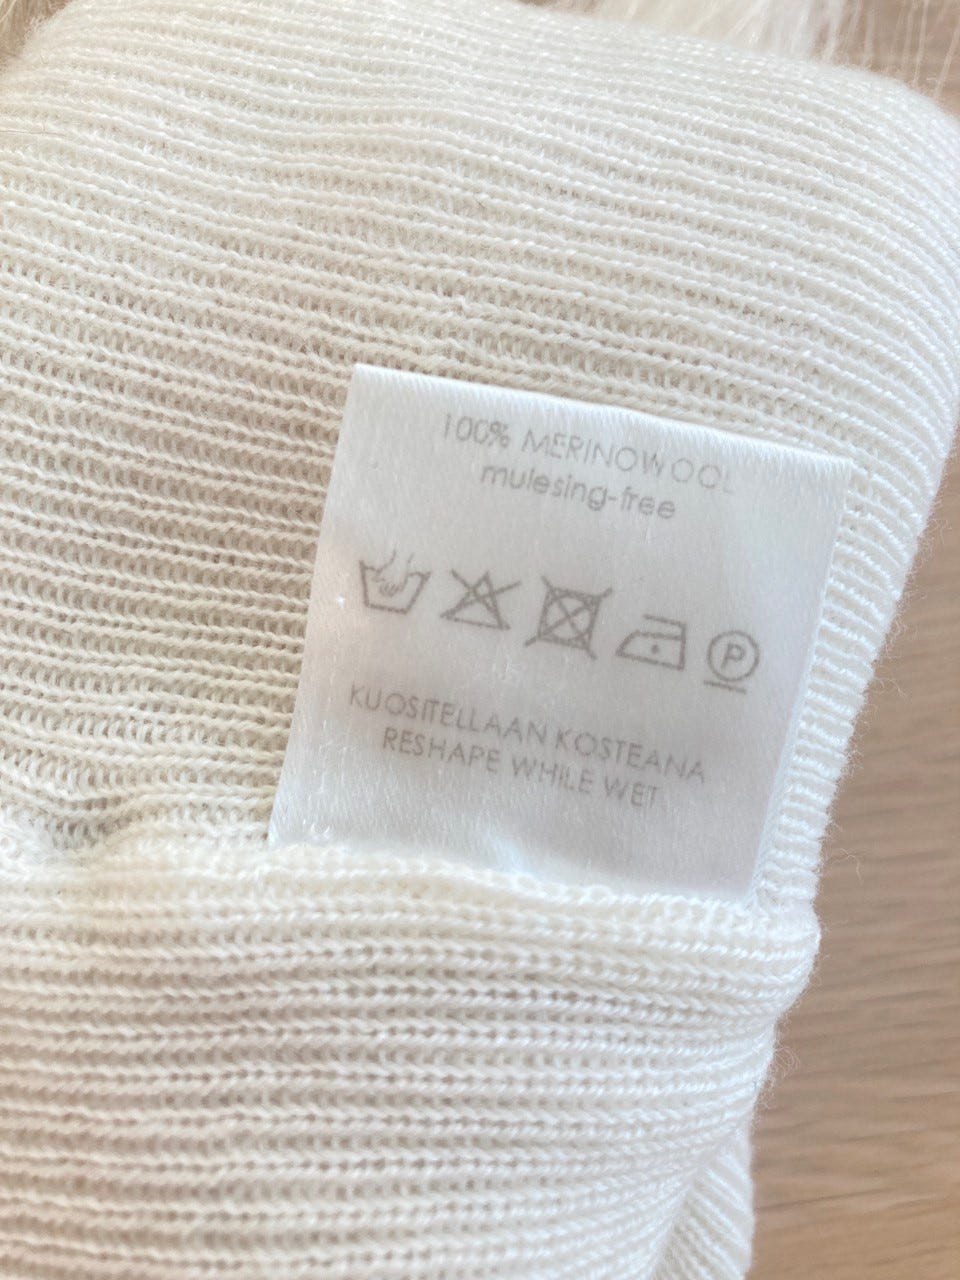 100% MERINOWOOL
mulesing-free
P
KUOSITELLAAN KOSTEANA
RESHAPE WHILE WET